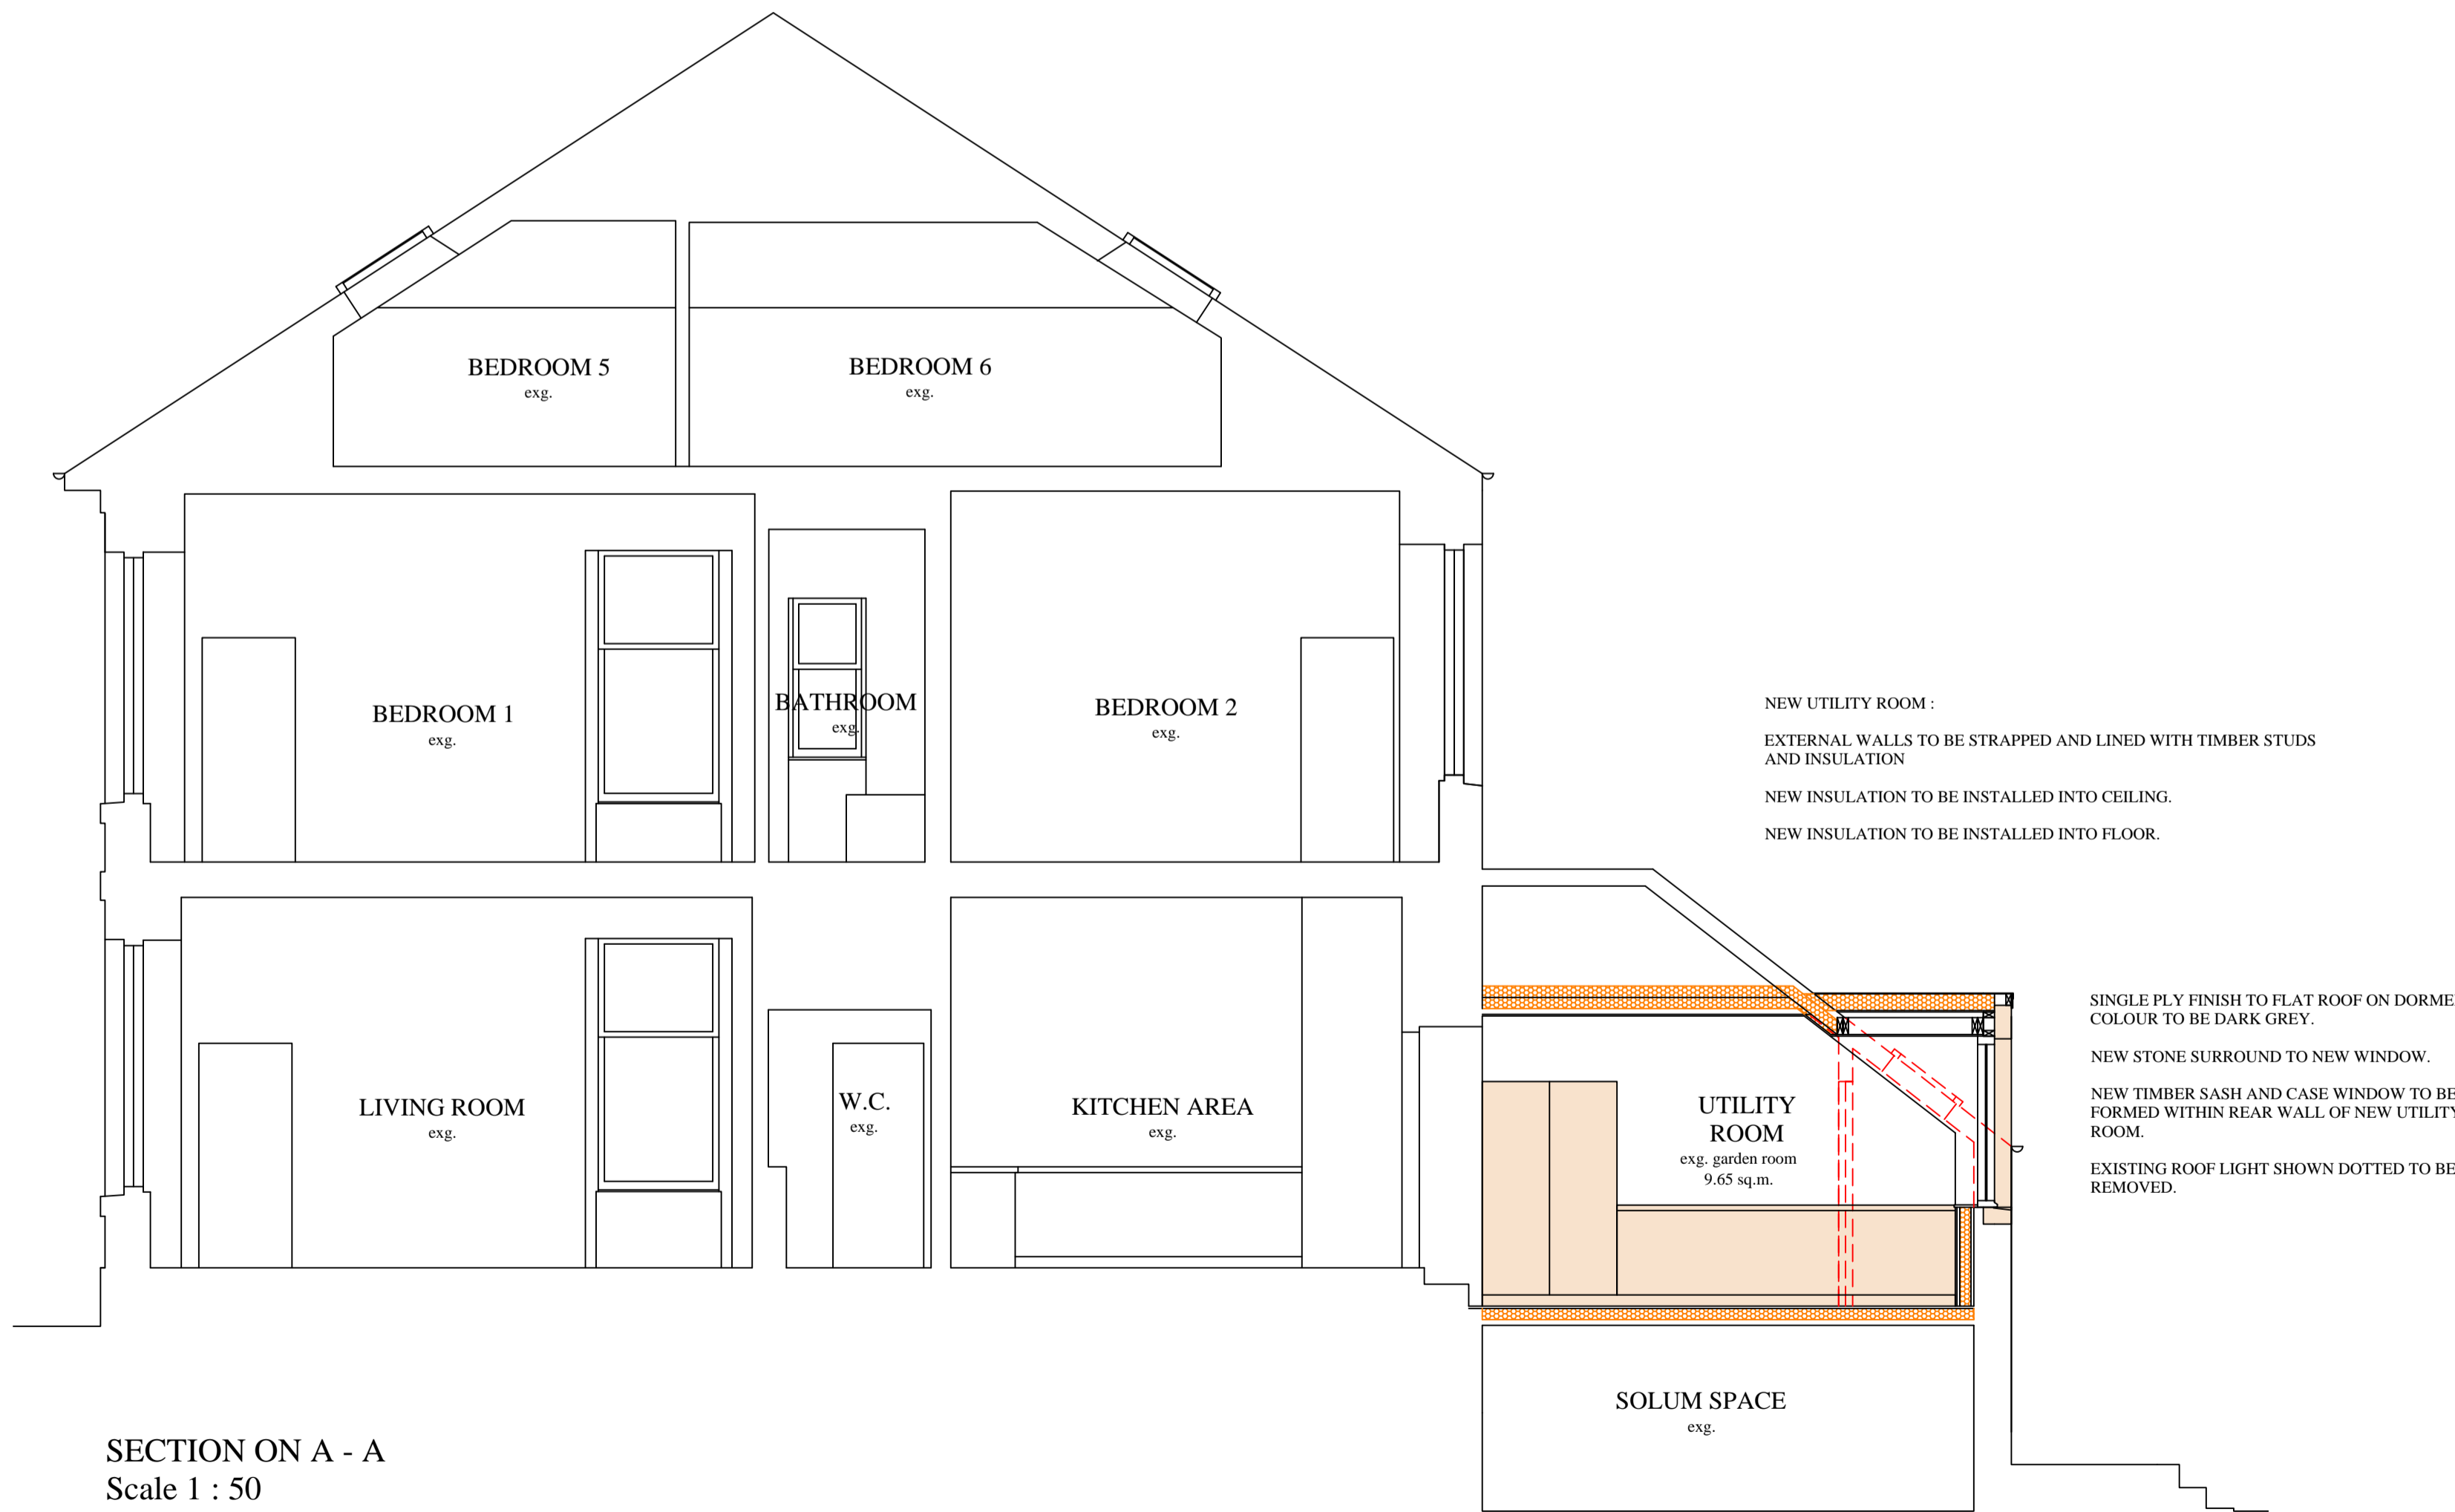 BEDROOM 5
exg.
BEDROOM 6
exg.
BEDROOM 1
exg.
BATHROOM
exg.
BEDROOM 2
exg.
NEW UTILITY ROOM :
EXTERNAL WALLS TO BE STRAPPED AND LINED WITH TIMBER STUDS
AND INSULATION
NEW INSULATION TO BE INSTALLED INTO CEILING.
NEW INSULATION TO BE INSTALLED INTO FLOOR.
LIVING ROOM
exg.
W.C.
exg.
KITCHEN AREA
exg.
UTILITY
ROOM
exg. garden room
9.65 sq.m.
SINGLE PLY FINISH TO FLAT ROOF ON
COLOUR TO BE DARK GREY.
NEW STONE SURROUND TO NEW WINDOW.
NEW TIMBER SASH AND CASE WINDOW TO BE
FORMED WITHIN REAR WALL OF NEW UTILITY
ROOM.
EXISTING ROOF LIGHT SHOWN DOTTED TO BE
REMOVED.
SOLUM SPACE
exg.
SECTION ON A - A
Scale 1 : 50